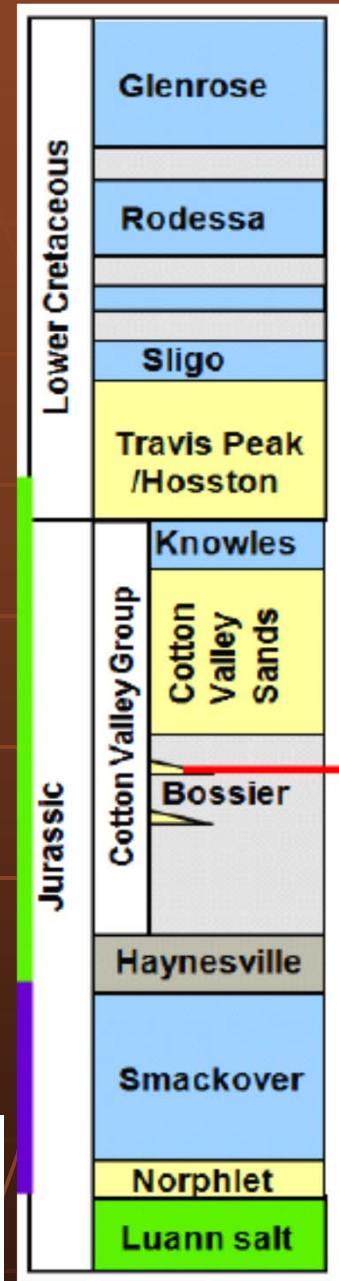 Lower Cretaceous
Glenrose
Rodessa
Sligo
Travis Peak
/Hosston
Jurassic
Cotton Valley Group
Knowles
Cotton
Valley
Sands
Bossier
Haynesville
Smackover
Norphlet
Luann salt